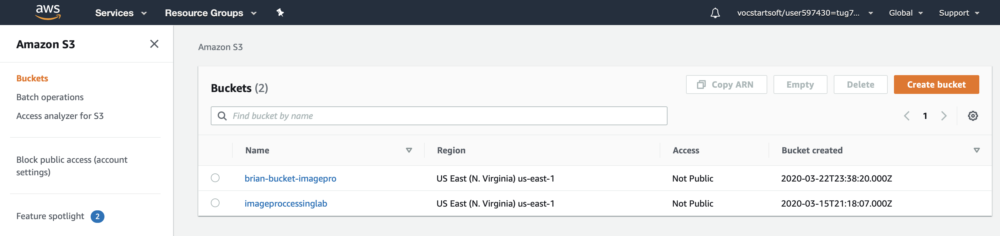 aws Services Resource Groups vocstartsoft/user597430=tug7... Global Support
Amazon S3
Buckets
Batch operations
Access analyzer for S3
Block public access (account
settings)
Feature spotlight 2
Amazon S3
Buckets (2)
Copy ARN Empty Delete Create bucket
Find bucket by name
1
Name Region Access Bucket created
brian-bucket-imagepro US East (N. Virginia) us-east-1 Not Public 2020-03-22T23:38:20.000Z
imageproccessinglab US East (N. Virginia) us-east-1 Not Public 2020-03-15T21:18:07.000Z